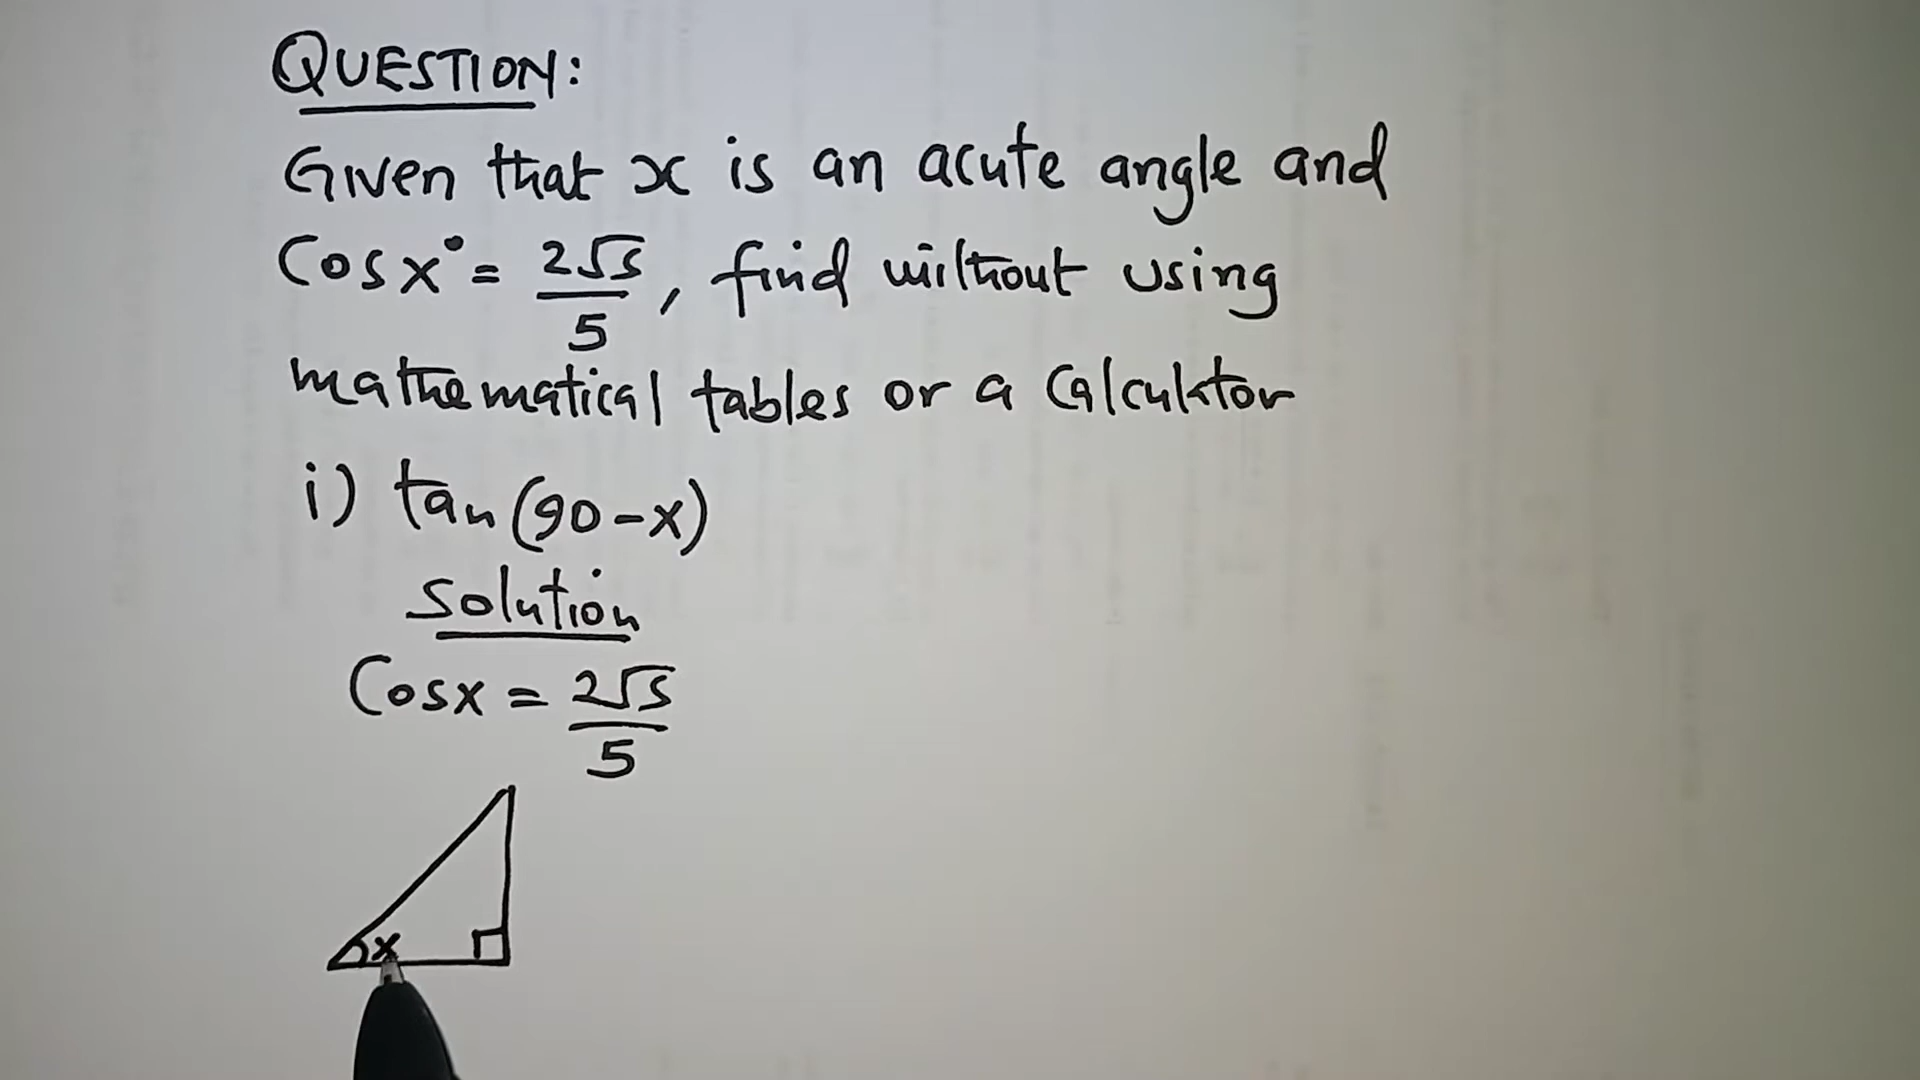 QUESTION:
Given that x is an acute angle and
Cos x° = 2√5/5, find without using
mathematical tables or a Calculator
i) tan (90-x)
Solution
Cosx = 2√5/5
x